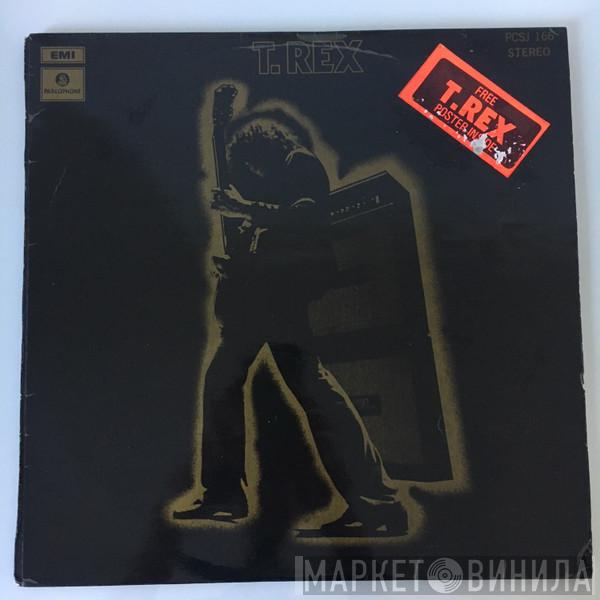 EMI
PARLOPHONE
T. REX
PCSJ 166
STEREO
FREE
T.REX
POSTER INSIDE
МАРКЕТ ВИНИЛА